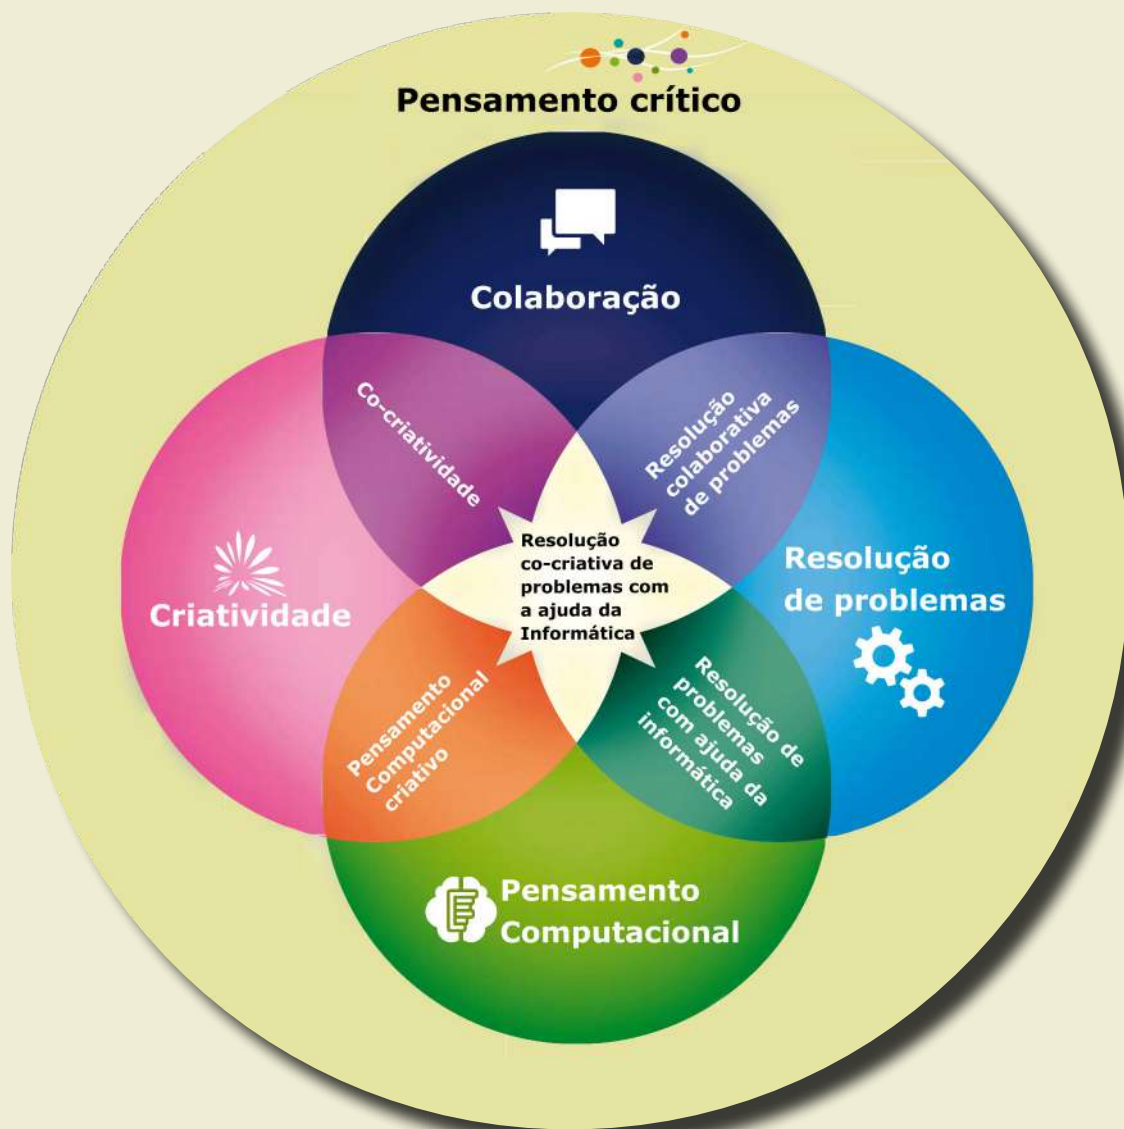 Pensamento crítico
Colaboração
Co-criatividade
Resolução
colaborativa
de problemas
Criatividade
Resolução
co-criativa de
problemas com
a ajuda da
Informática
Resolução
de problemas
Pensamento
Computacional
criativo
Resolução de
problemas
com ajuda da
informática
Pensamento
Computacional